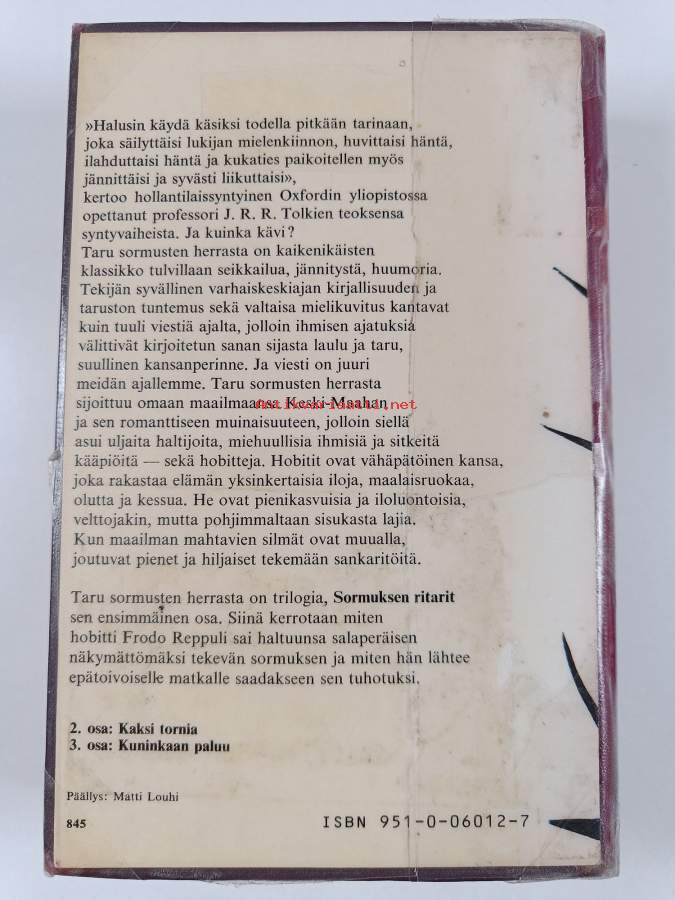 »Halusin käydä käsiksi todella pitkään tarinaan,
joka säilyttäisi lukijan mielenkiinnon, huvittaisi häntä,
ilahduttaisi häntä ja kukaties paikoitellen myös
jännittäisi ja syvästi liikuttaisi»,
kertoo hollantilaissyntyinen Oxfordin yliopistossa
opettanut professori J. R. R. Tolkien teoksensa
syntyvaiheista. Ja kuinka kävi?
Taru sormusten herrasta on kaikenikäisten
klassikko tulvillaan seikkailua, jännitystä, huumoria.
Tekijän syvällinen varhaiskeskiajan kirjallisuuden ja
taruston tuntemus sekä valtaisa mielikuvitus kantavat
kuin tuuli viestiä ajalta, jolloin ihmisen ajatuksia
välittivät kirjoitetun sanan sijasta laulu ja taru,
suullinen kansanperinne. Ja viesti on juuri
meidän ajallemme. Taru sormusten herrasta
sijoittuu omaan maailmaansa Keski-Maahan
Antikvariaatti.net
ja sen romanttiseen muinaisuuteen, jolloin siellä
asui uljaita haltijoita, miehuullisia ihmisiä ja sitkeitä
kääpiöitä — sekä hobitteja. Hobitit ovat vähäpätöinen kansa,
joka rakastaa elämän yksinkertaisia iloja, maalaisruokaa,
olutta ja kessua. He ovat pienikasvuisia ja iloluontoisia,
velttojakin, mutta pohjimmaltaan sisukasta lajia.
Kun maailman mahtavien silmät ovat muualla,
joutuvat pienet ja hiljaiset tekemään sankaritöitä.
Taru sormusten herrasta on trilogia, Sormuksen ritarit
sen ensimmäinen osa. Siinä kerrotaan miten
hobitti Frodo Reppuli sai haltuunsa salaperäisen
näkymättömäksi tekevän sormuksen ja miten hän lähtee
epätoivoiselle matkalle saadakseen sen tuhotuksi.
2. osa: Kaksi tornia
3. osa: Kuninkaan paluu
Päällys: Matti Louhi
845
ISBN 951-0-06012-7